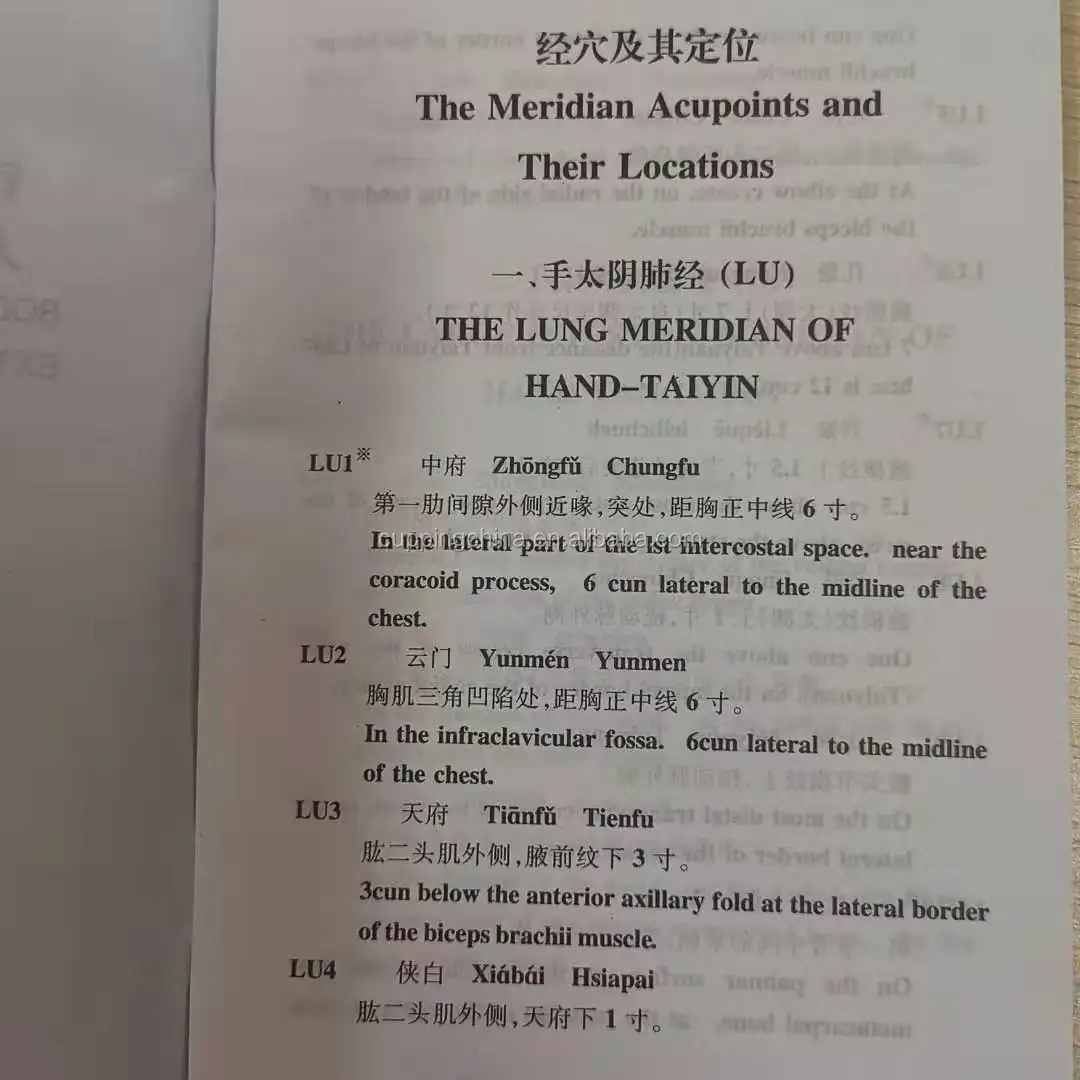 经穴及其定位
The Meridian Acupoints and
Their Locations
一、手太阴肺经 (LU)
THE LUNG MERIDIAN OF
HAND–TAIYIN
LU1※ 中府 Zhōngfǔ Chungfu
第一肋间隙外侧近喙,突处,距胸正中线 6 寸。
In the lateral part of the lst intercostal space. near the
coracoid process, 6 cun lateral to the midline of the
chest.
LU2 云门 Yunmén Yunmen
胸肌三角凹陷处,距胸正中线 6 寸。
In the infraclavicular fossa. 6cun lateral to the midline
of the chest.
LU3 天府 Tiānfǔ Tienfu
肱二头肌外侧,腋前纹下 3 寸。
3cun below the anterior axillary fold at the lateral border
of the biceps brachii muscle.
LU4 侠白 Xiábái Hsiapai
肱二头肌外侧,天府下 1 寸。